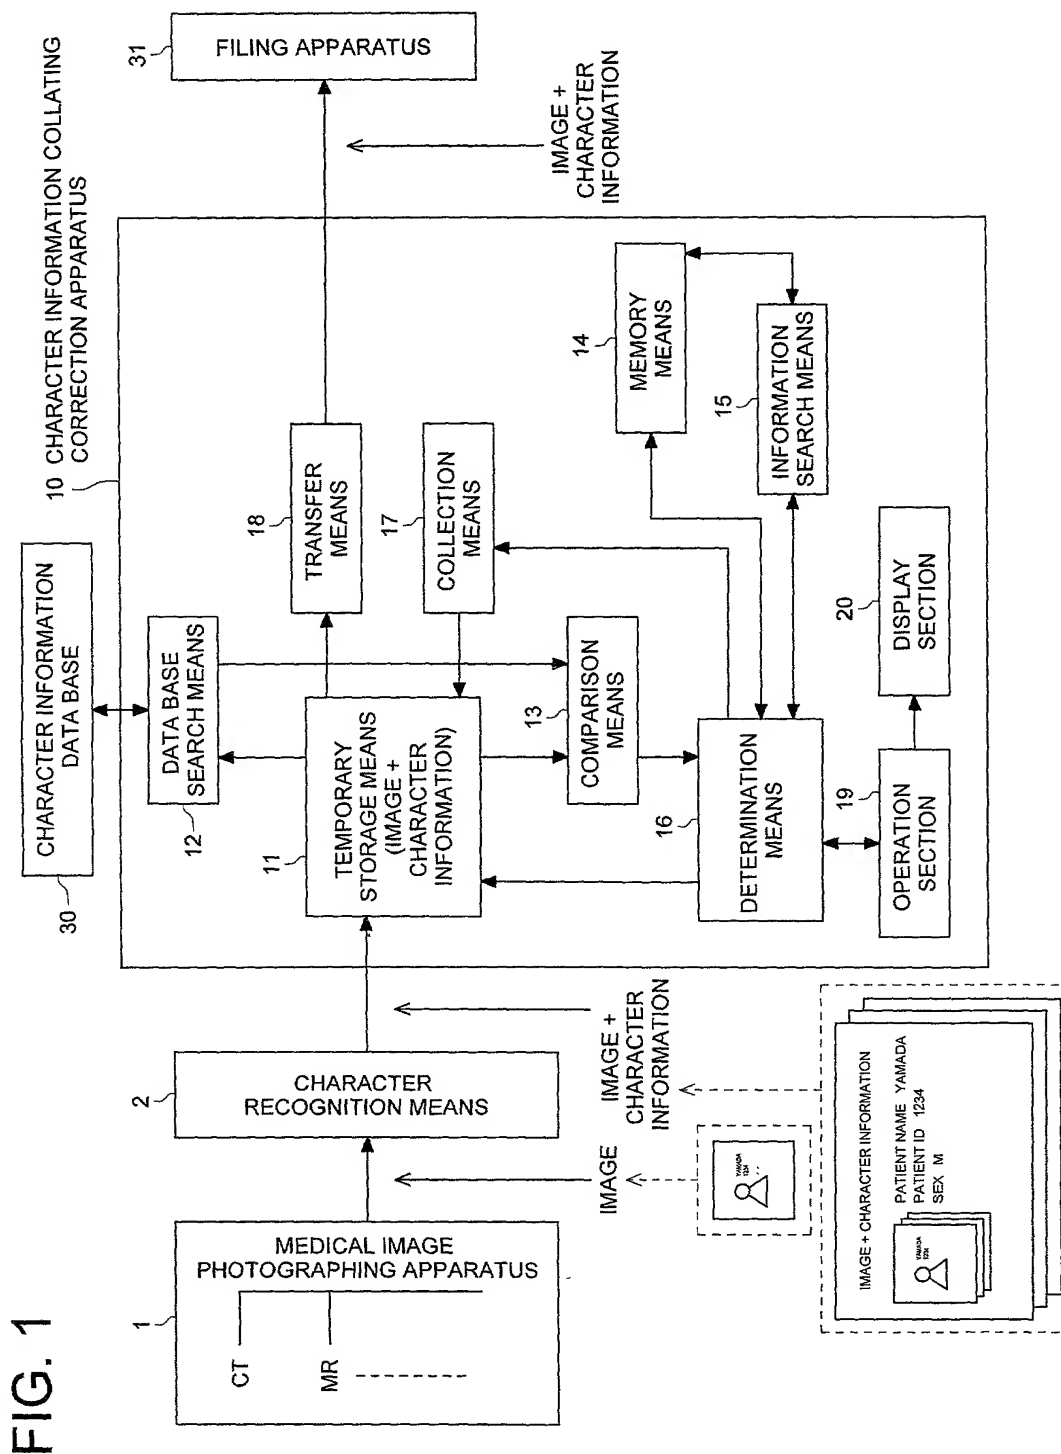 FIG. 1
1
MEDICAL IMAGE
PHOTOGRAPHING APPARATUS
CT
MR
IMAGE
YAMADA
1234
2
CHARACTER
RECOGNITION MEANS
IMAGE +
CHARACTER
INFORMATION
IMAGE + CHARACTER INFORMATION
PATIENT NAME YAMADA
PATIENT ID 1234
SEX M
YAMADA
1234
30
CHARACTER INFORMATION
DATA BASE
10 CHARACTER INFORMATION COLLATING
CORRECTION APPARATUS
12
DATA BASE
SEARCH MEANS
11
TEMPORARY
STORAGE MEANS
(IMAGE +
CHARACTER
INFORMATION)
18
TRANSFER
MEANS
17
COLLECTION
MEANS
13
COMPARISON
MEANS
16
DETERMINATION
MEANS
14
MEMORY
MEANS
15
INFORMATION
SEARCH MEANS
19
OPERATION
SECTION
20
DISPLAY
SECTION
31
FILING APPARATUS
IMAGE +
CHARACTER
INFORMATION